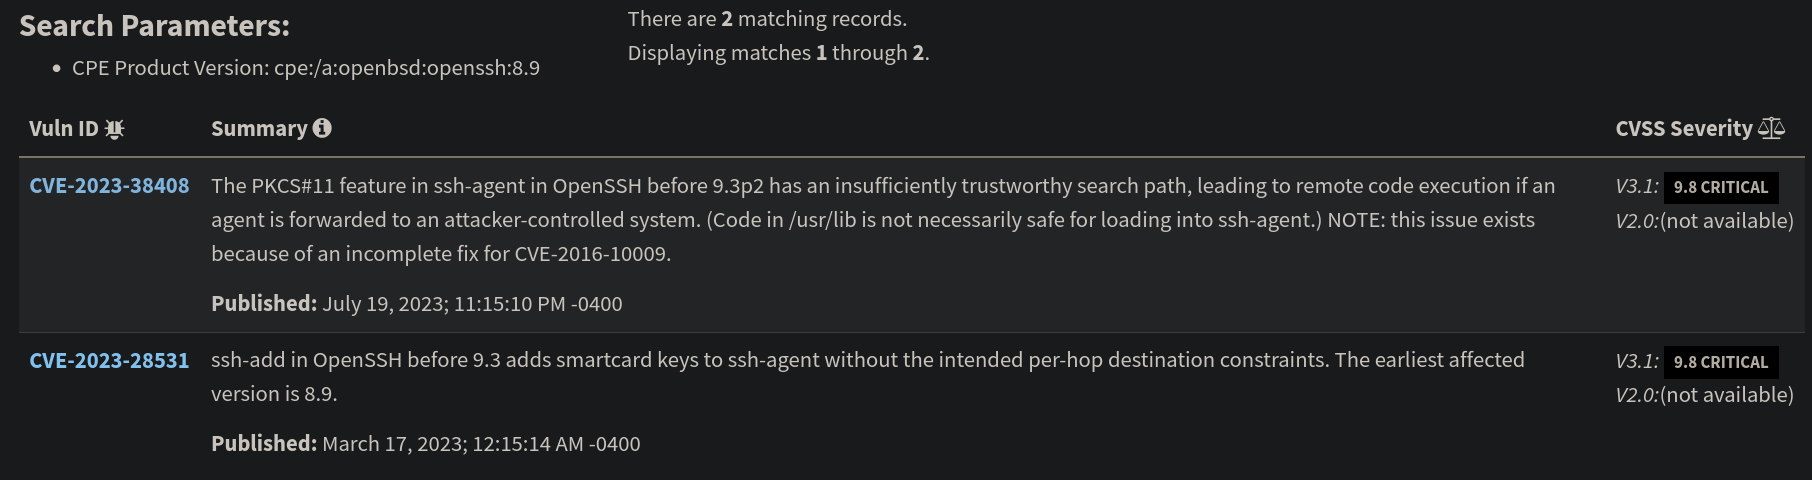 Search Parameters:
• CPE Product Version: cpe:/a:openbsd:openssh:8.9
There are 2 matching records.
Displaying matches 1 through 2.
Vuln ID Summary CVSS Severity
CVE-2023-38408 The PKCS#11 feature in ssh-agent in OpenSSH before 9.3p2 has an insufficiently trustworthy search path, leading to remote code execution if an V3.1: 9.8 CRITICAL
agent is forwarded to an attacker-controlled system. (Code in /usr/lib is not necessarily safe for loading into ssh-agent.) NOTE: this issue exists V2.0:(not available)
because of an incomplete fix for CVE-2016-10009.
Published: July 19, 2023; 11:15:10 PM -0400
CVE-2023-28531 ssh-add in OpenSSH before 9.3 adds smartcard keys to ssh-agent without the intended per-hop destination constraints. The earliest affected V3.1: 9.8 CRITICAL
version is 8.9. V2.0:(not available)
Published: March 17, 2023; 12:15:14 AM -0400